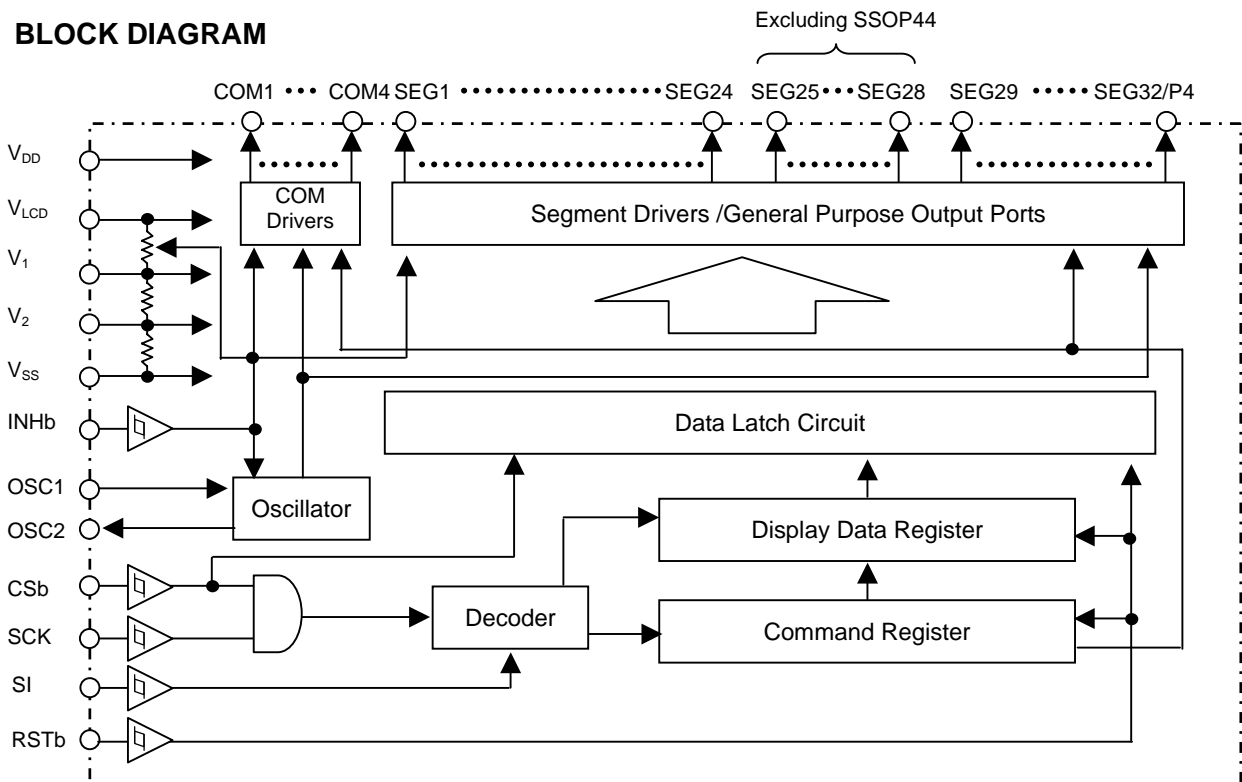 Excluding SSOP44
BLOCK DIAGRAM
COM1 •••• COM4 SEG1 •••••••••••••••••• SEG24 SEG25 •••• SEG28 SEG29 •••••• SEG32/P4
VDD
VLCD
V1
V2
VSS
INHb
OSC1
OSC2
CSb
SCK
SI
RSTb
COM
Drivers
Segment Drivers /General Purpose Output Ports
Data Latch Circuit
Oscillator
Display Data Register
Decoder
Command Register